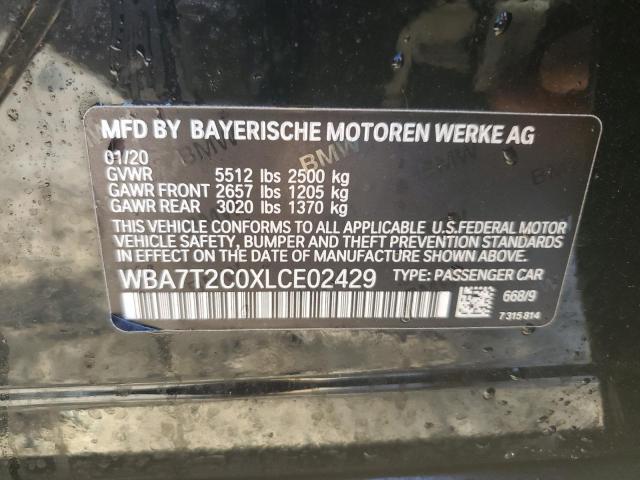 MFD BY BAYERISCHE MOTOREN WERKE AG
01/20
GVWR 5512 lbs 2500 kg
GAWR FRONT 2657 lbs 1205 kg
GAWR REAR 3020 lbs 1370 kg
THIS VEHICLE CONFORMS TO ALL APPLICABLE U.S.FEDERAL MOTOR
VEHICLE SAFETY, BUMPER AND THEFT PREVENTION STANDARDS
IN EFFECT ON THE DATE OF MANUFACTURE SHOWN ABOVE.
WBA7T2C0XLCE02429 TYPE: PASSENGER CAR
668/9
7 315 814